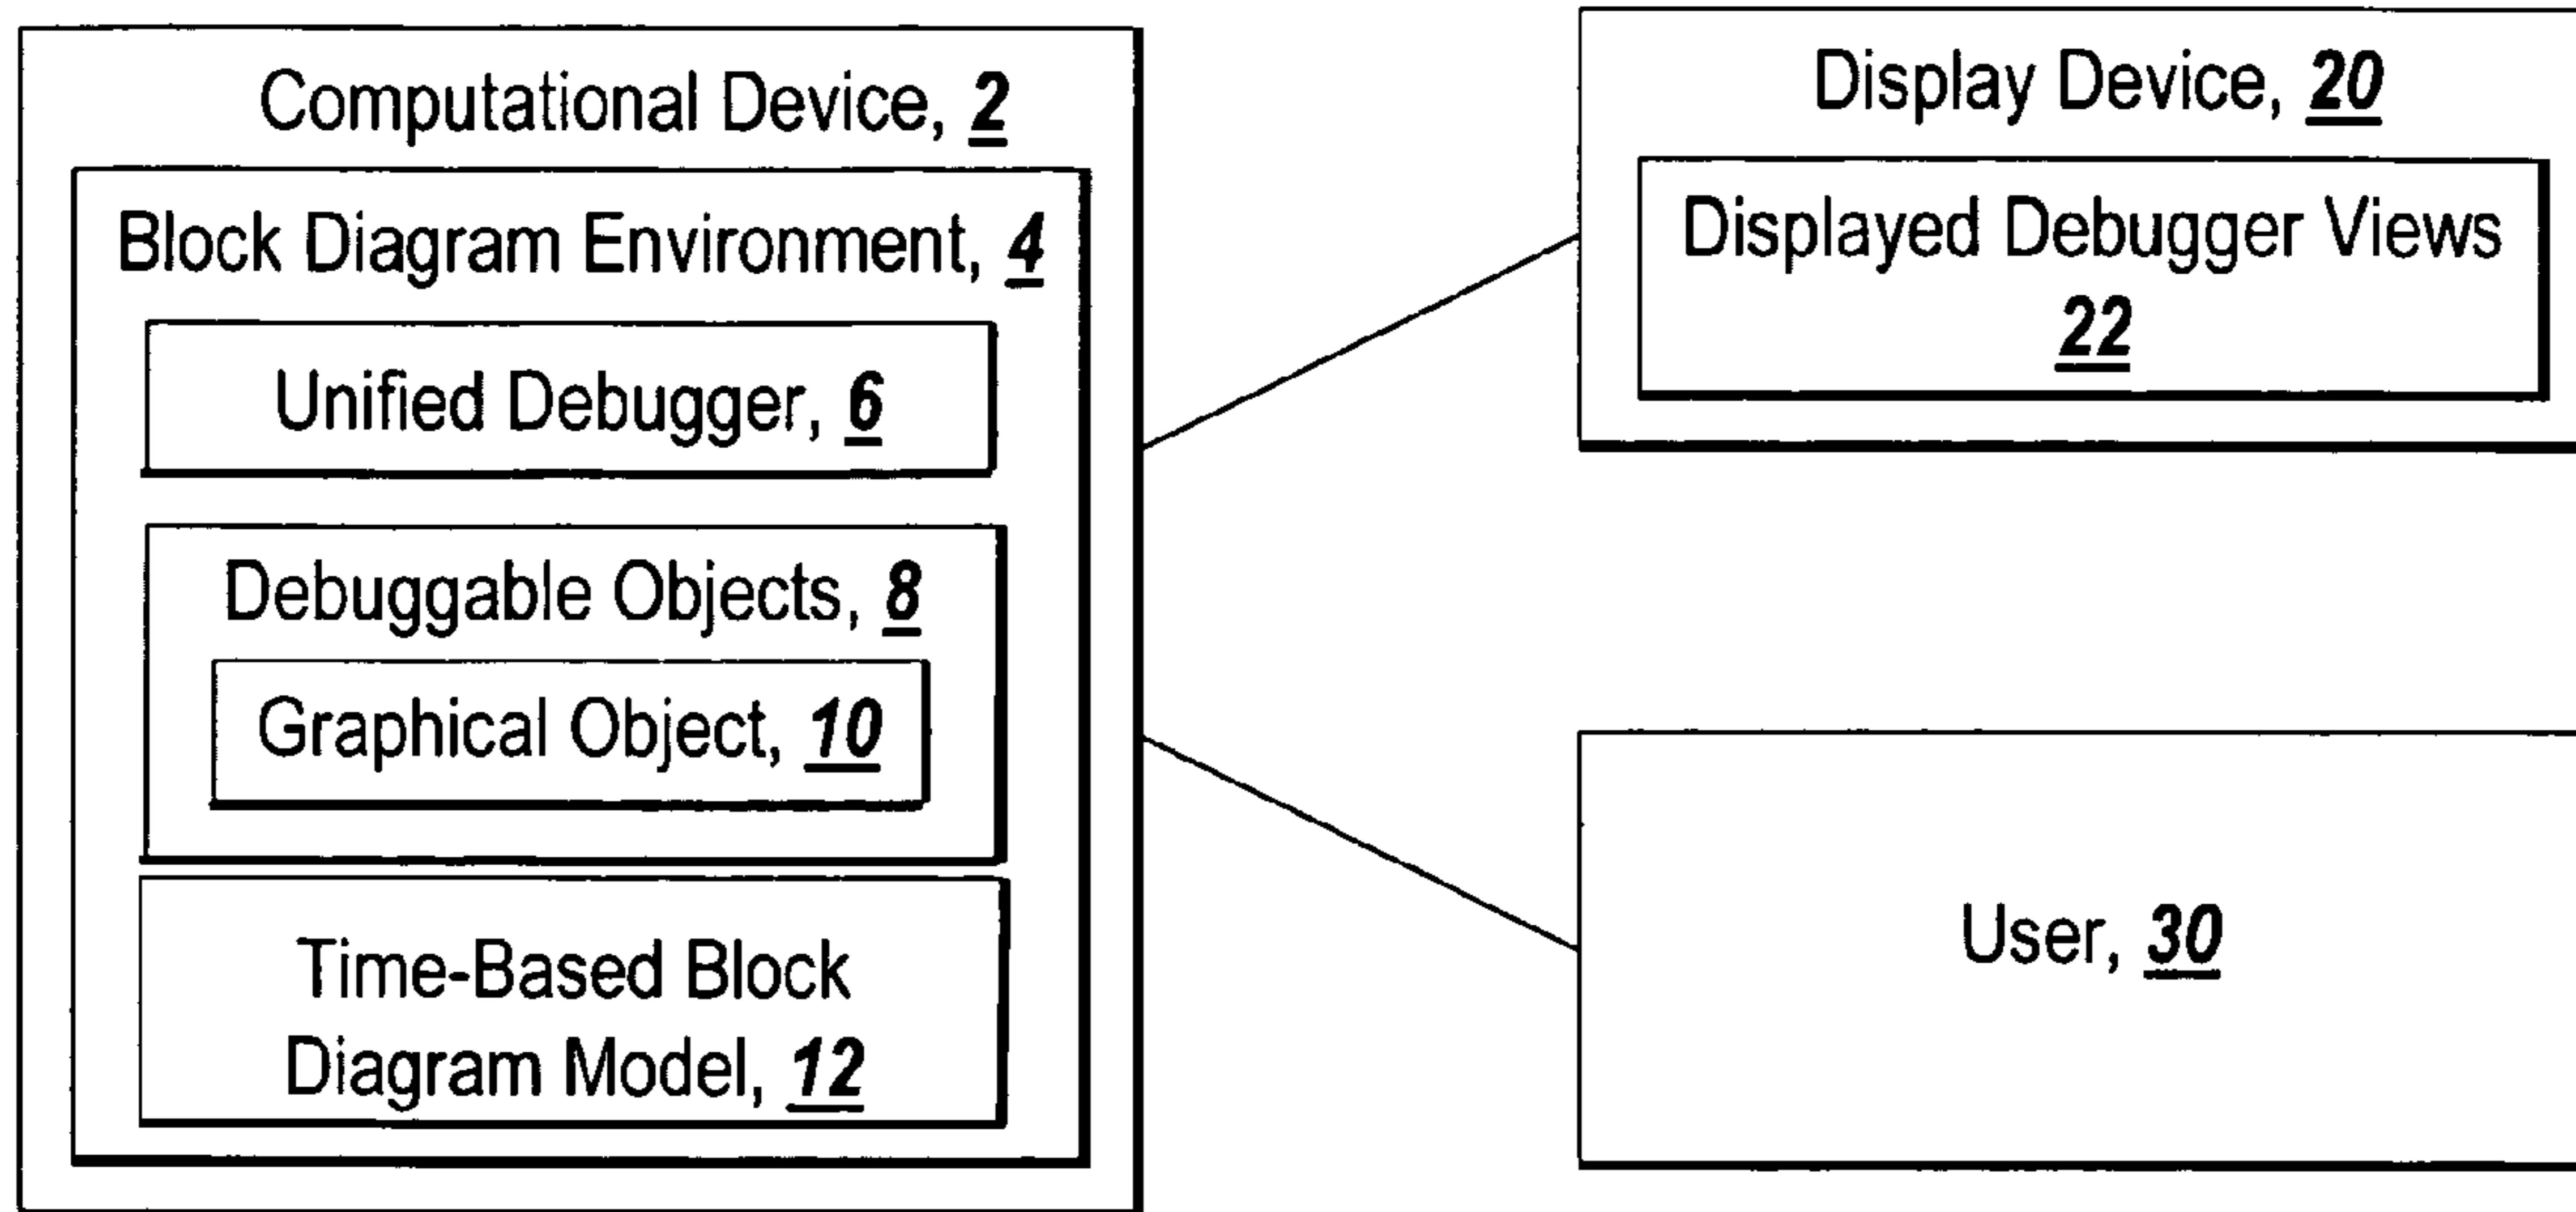 Computational Device, 2
Block Diagram Environment, 4
Unified Debugger, 6
Debuggable Objects, 8
Graphical Object, 10
Time-Based Block
Diagram Model, 12
Display Device, 20
Displayed Debugger Views
22
User, 30